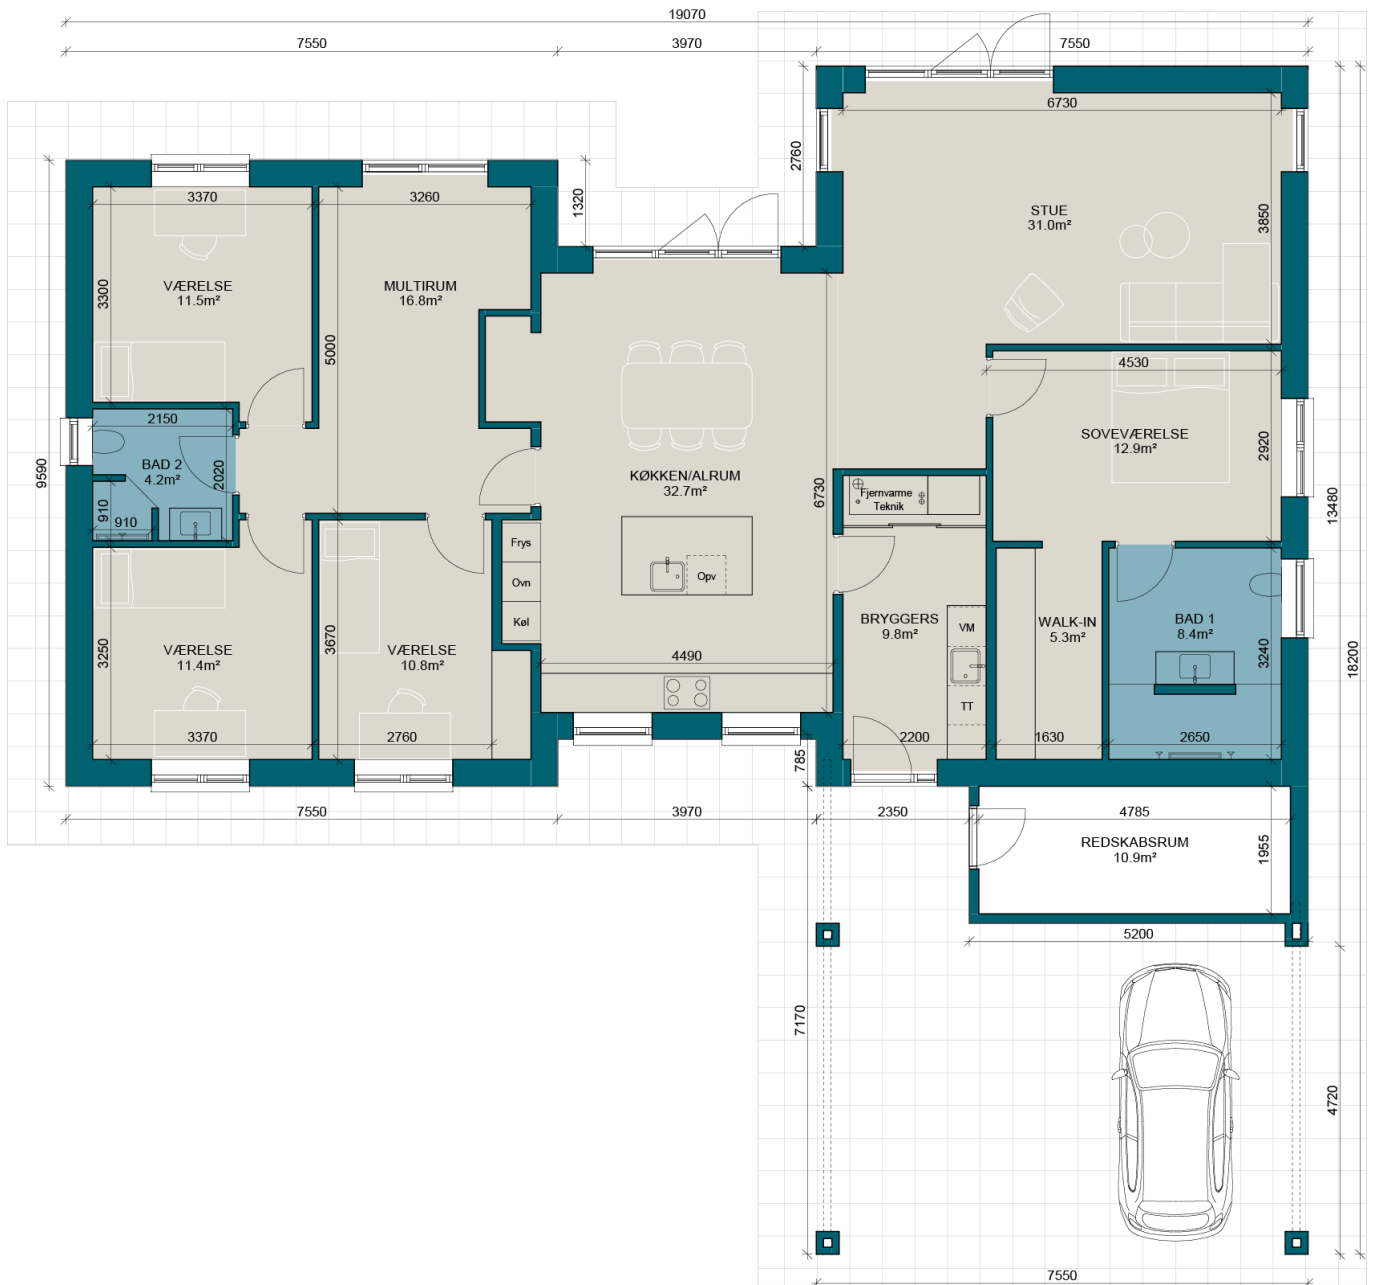 19070
7550
3970
7550
6730
2760
1320
3370
3260
STUE
31.0m²
3850
VÆRELSE
11.5m²
MULTIRUM
16.8m²
3300
5000
4530
2150
BAD 2
4.2m²
2020
910
910
9590
KØKKEN/ALRUM
32.7m²
6730
SOVEVÆRELSE
12.9m²
2920
Fjernvarme
Teknik
13480
Frys
Ovn
Køl
Opv
BRYGGERS
9.8m²
VM
TT
WALK-IN
5.3m²
BAD 1
8.4m²
3240
18200
VÆRELSE
11.4m²
3250
3670
VÆRELSE
10.8m²
4490
3370
2760
2200
1630
2650
785
7550
3970
2350
4785
REDSKABSRUM
10.9m²
1955
5200
7170
4720
7550